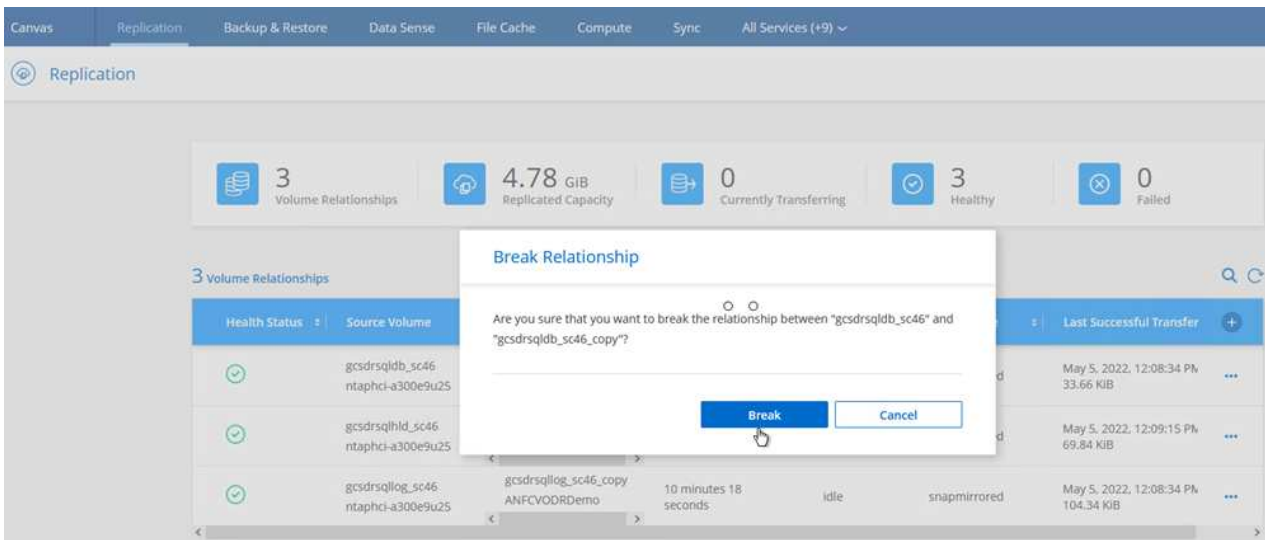 Canvas Replication Backup & Restore Data Sense File Cache Compute Sync All Services (+9)
Replication
3 4.78 GiB 0 3 0
Volume Relationships Replicated Capacity Currently Transferring Healthy Failed
3 Volume Relationships
Break Relationship
Health Status Source Volume Last Successful Transfer
Are you sure that you want to break the relationship between "gcsdrsqldb_sc46" and
"gcsdrsqldb_sc46_copy"?
gcsdrsqldb_sc46 May 5, 2022, 12:08:34 PM
ntaphci-a300e9u25 d 33.66 KiB
Break Cancel
gcsdrsqlhld_sc46 May 5, 2022, 12:09:15 PM
ntaphci-a300e9u25 d 69.84 KiB
gcsdrsqllog_sc46 gcsdrsqllog_sc46_copy 10 minutes 18 idle snapmirrored May 5, 2022, 12:08:34 PM
ntaphci-a300e9u25 ANFCVODRDemo seconds 104.34 KiB